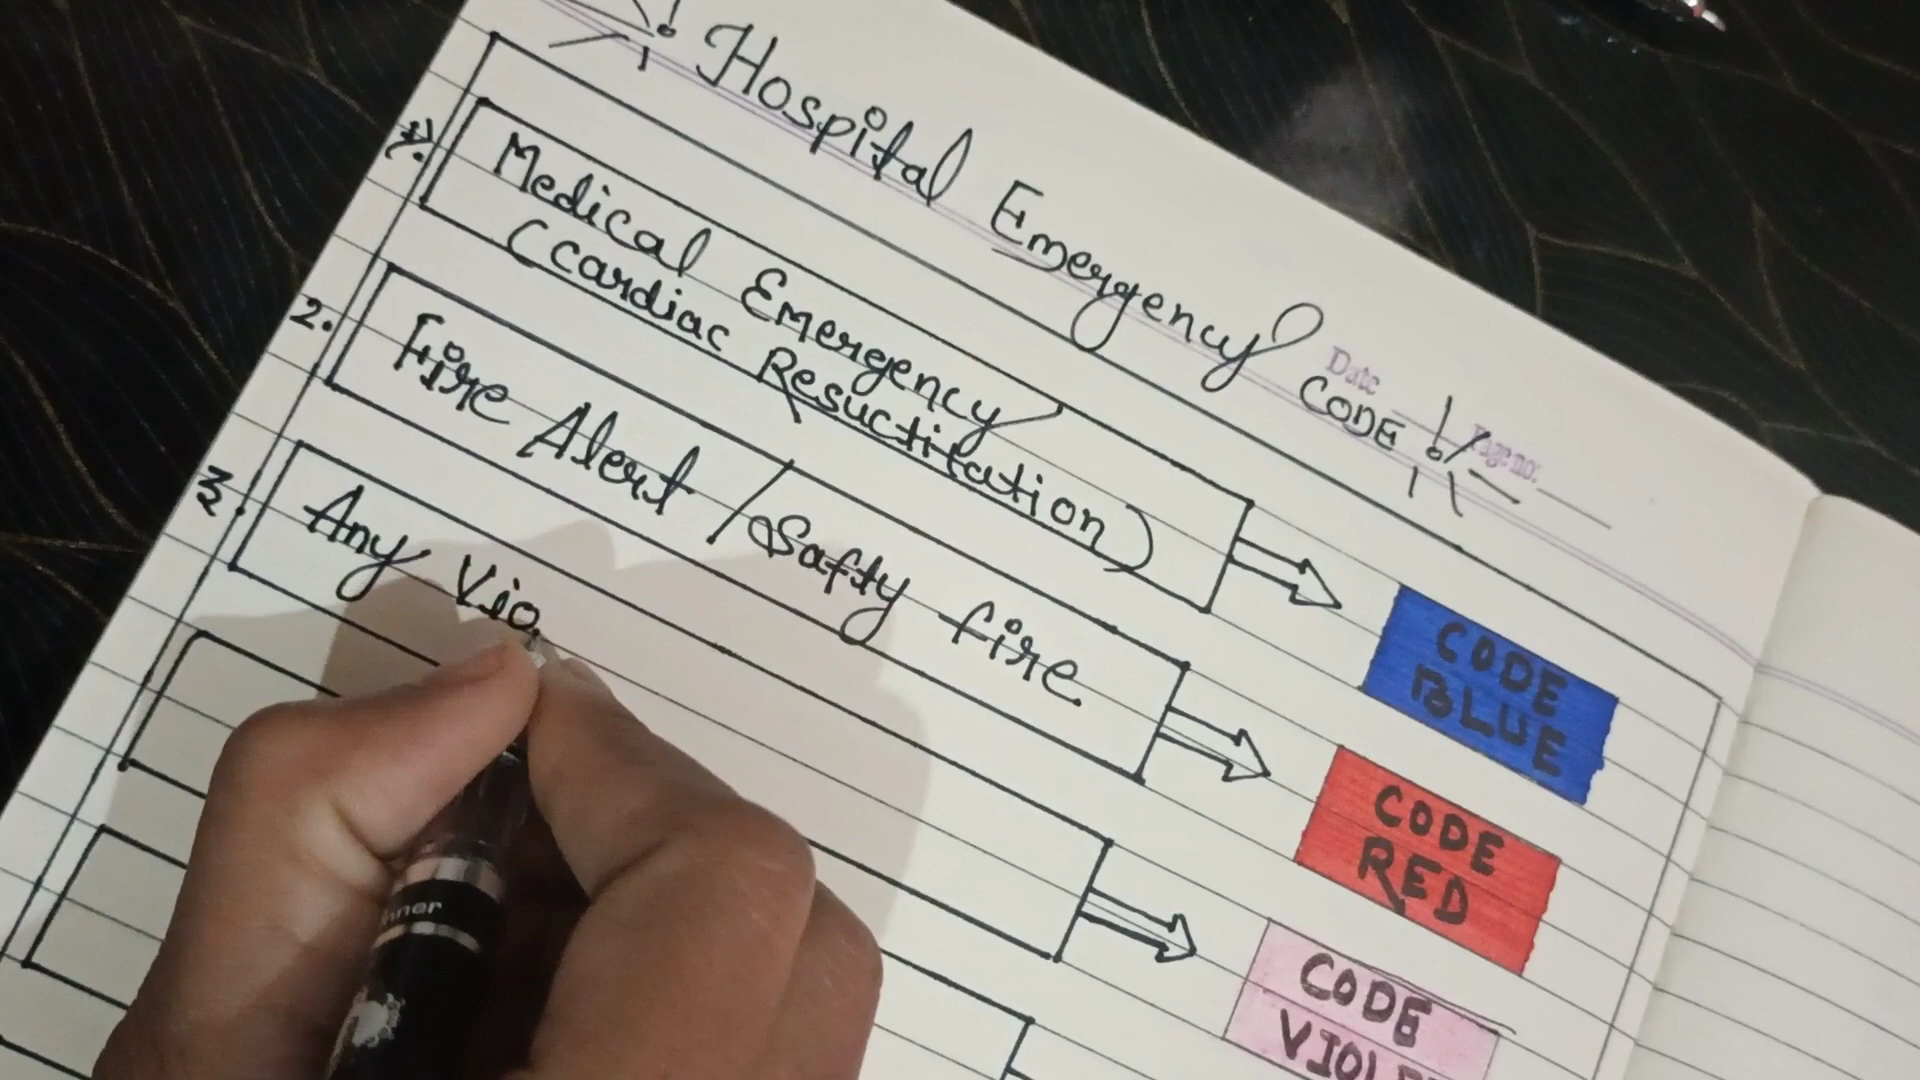 ! Hospital Emergency CODE !
Date
Page no:
1.
Medical Emergency
(Cardiac Resuctitation)
CODE
BLUE
2.
Fire Alert / Safty fire
CODE
RED
3.
Any Vio
CODE